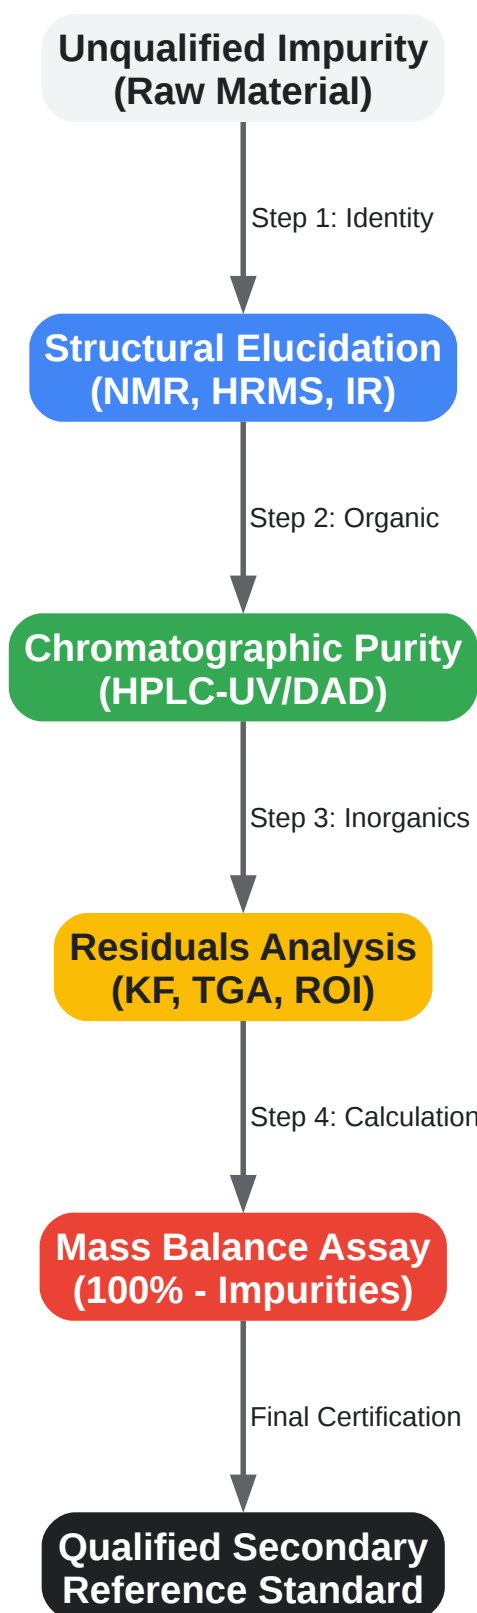 Unqualified Impurity
(Raw Material)
Step 1: Identity
Structural Elucidation
(NMR, HRMS, IR)
Step 2: Organic
Chromatographic Purity
(HPLC-UV/DAD)
Step 3: Inorganics
Residuals Analysis
(KF, TGA, ROI)
Step 4: Calculation
Mass Balance Assay
(100% - Impurities)
Final Certification
Qualified Secondary
Reference Standard